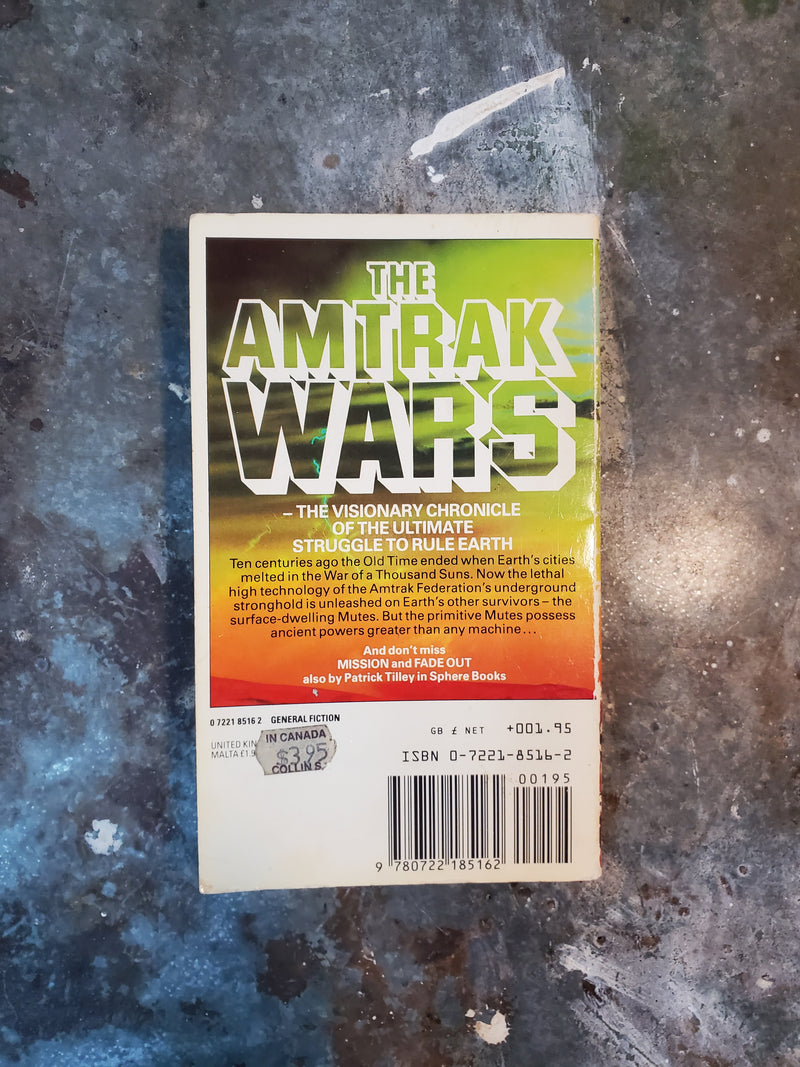 THE
AMTRAK
WARS
– THE VISIONARY CHRONICLE
OF THE ULTIMATE
STRUGGLE TO RULE EARTH
Ten centuries ago the Old Time ended when Earth's cities
melted in the War of a Thousand Suns. Now the lethal
high technology of the Amtrak Federation's underground
stronghold is unleashed on Earth's other survivors – the
surface-dwelling Mutes. But the primitive Mutes possess
ancient powers greater than any machine...
And don't miss
MISSION and FADE OUT
also by Patrick Tilley in Sphere Books
0 7221 8516 2 GENERAL FICTION
UNITED KIN
MALTA £1.9
IN CANADA
$3.95
COLLINS
GB £ NET +001.95
ISBN 0-7221-8516-2
00195
9 780722 185162